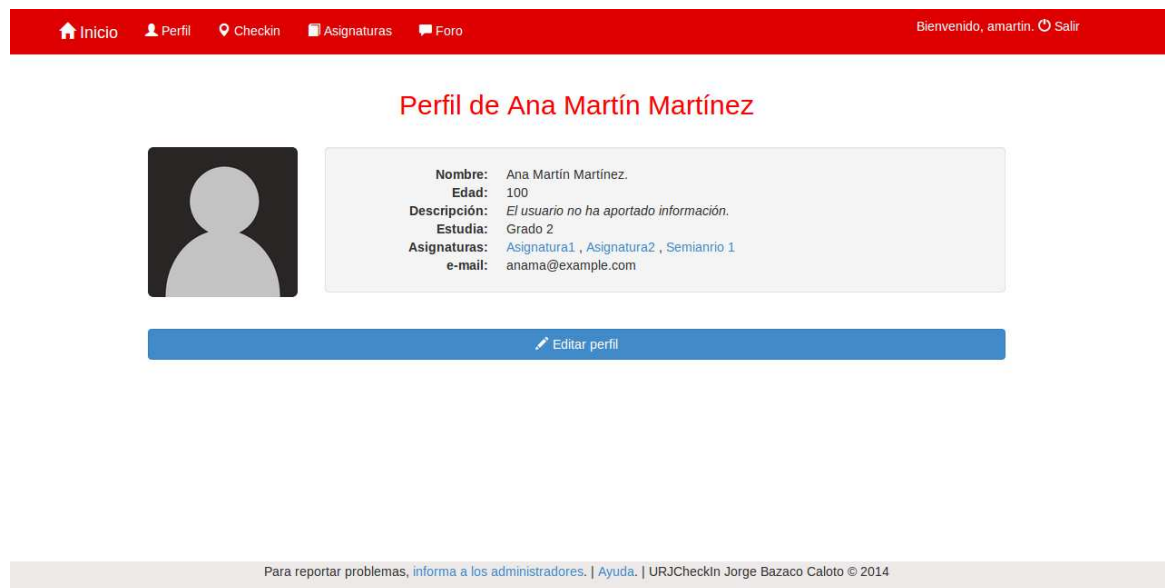 Inicio Perfil Checkin Asignaturas Foro Bienvenido, amartin. Salir
Perfil de Ana Martín Martínez
Nombre: Ana Martín Martínez.
Edad: 100
Descripción: El usuario no ha aportado información.
Estudia: Grado 2
Asignaturas: Asignatura1 , Asignatura2 , Semianrio 1
e-mail: anama@example.com
Editar perfil
Para reportar problemas, informa a los administradores. | Ayuda. | URJCheckIn Jorge Bazaco Caloto © 2014